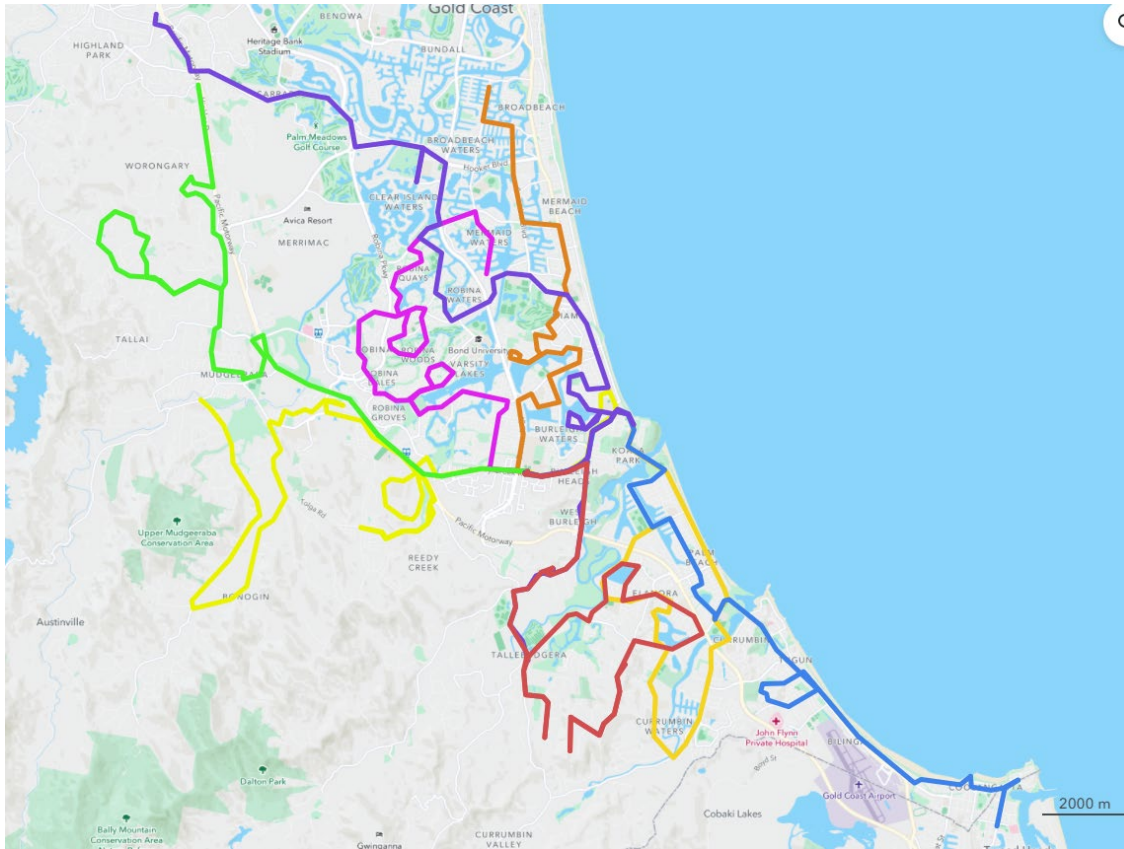 Gold Coast
BENOWA
HIGHLAND
PARK
Heritage Bank
Stadium
BUNDALL
BROADBEACH
Palm Meadows
Golf Course
BROADBEACH
WATERS
WORONGARY
Hooker Blvd
CLEAR ISLAND
WATERS
MERMAID
BEACH
Pacific Motorway
Avica Resort
MERRIMAC
MERMAID
WATERS
Robina Pkwy
ROBINA
QUAYS
ROBINA
WATERS
TALLAI
Bond University
ROBINA
WOODS
VARSITY
LAKES
MUDGEERABA
ROBINA
GROVES
BURLEIGH
WATERS
KOALA
PARK
BURLEIGH
HEADS
WEST
BURLEIGH
Pacific Motorway
Upper Mudgeeraba
Conservation Area
REEDY
CREEK
PALM
BEACH
BONOGIN
ELANORA
Austinville
CURRUMBIN
TALLEBUDGERA
TUGUN
CURRUMBIN
WATERS
John Flynn
Private Hospital
BILINGA
Boyd St
Dalton Park
Gold Coast Airport
COOLANGATTA
2000 m
Cobaki Lakes
Bally Mountain
Conservation Area
CURRUMBIN
VALLEY
Gwinganna